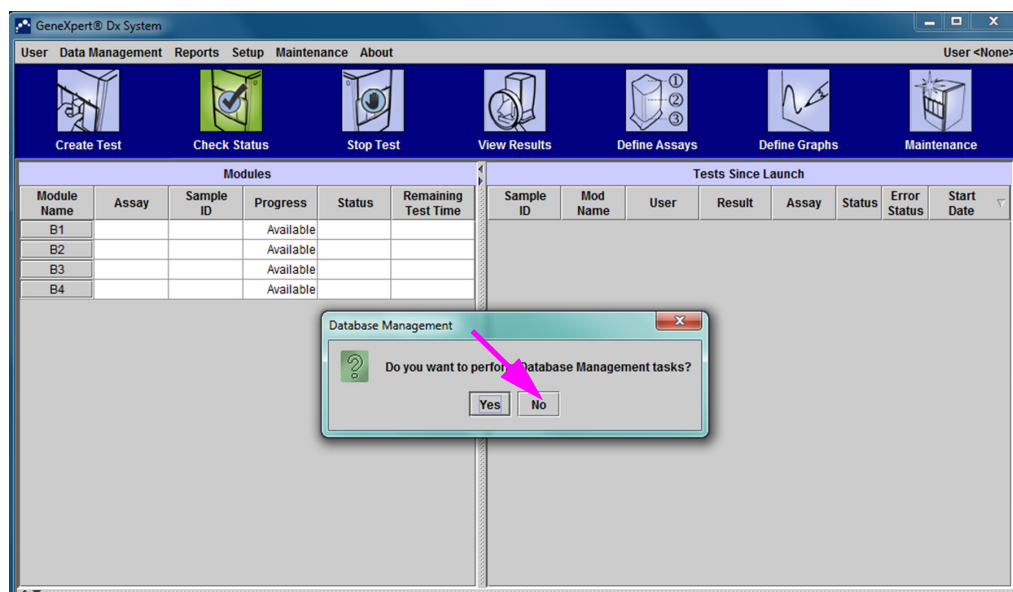 GeneXpert® Dx System
User Data Management Reports Setup Maintenance About User <None>
① ② ③
Create Test Check Status Stop Test View Results Define Assays Define Graphs Maintenance
Modules
Module Name Assay Sample ID Progress Status Remaining Test Time
B1 Available
B2 Available
B3 Available
B4 Available
Tests Since Launch
Sample ID Mod Name User Result Assay Status Error Status Start Date
Database Management
Do you want to perform Database Management tasks?
Yes No